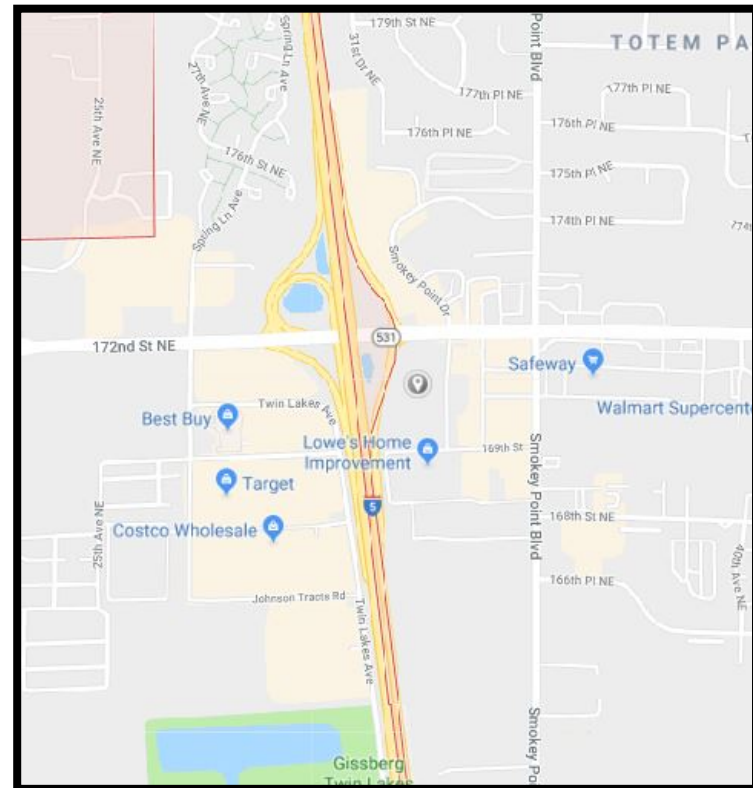 179th St NE
Point Blvd
TOTEM PA
Spring Ln Ave
31st Dr NE
27th Ave NE
25th Ave NE
177th Pl NE
177th Pl NE
176th Pl NE
176th Pl NE
176th St NE
175th Pl NE
174th Pl NE
Spring Ln Ave
Smokey Point Dr
531
172nd St NE
Safeway
Walmart Supercente
Twin Lakes Ave
Best Buy
Lowe's Home
Improvement
169th St
Smokey Point Blvd
Target
5
168th St NE
Costco Wholesale
25th Ave NE
40th Ave NE
166th Pl NE
Johnson Tracts Rd
Twin Lakes Ave
Smokey Poi
Gissberg
Twin Lakes